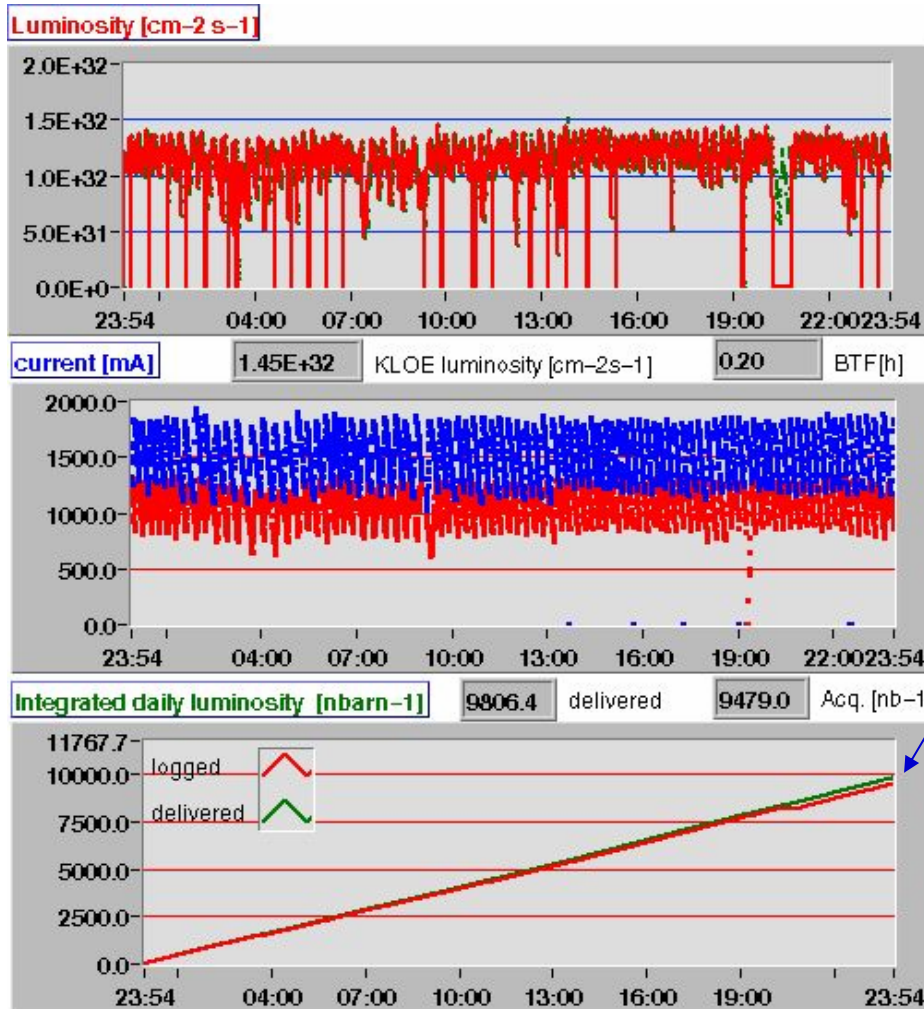 Luminosity [cm–2 s–1]
2.0E+32
1.5E+32
1.0E+32
5.0E+31
0.0E+0
23:54 04:00 07:00 10:00 13:00 16:00 19:00 22:00 23:54
current [mA] 1.45E+32 KLOE luminosity [cm–2s–1] 0.20 BTF[h]
2000.0
1500.0
1000.0
500.0
0.0
23:54 04:00 07:00 10:00 13:00 16:00 19:00 22:00 23:54
Integrated daily luminosity [nbarn–1] 9806.4 delivered 9479.0 Acq. [nb–1
11767.7
10000.0
7500.0
5000.0
2500.0
0.0
logged
delivered
23:54 04:00 07:00 10:00 13:00 16:00 19:00 23:54